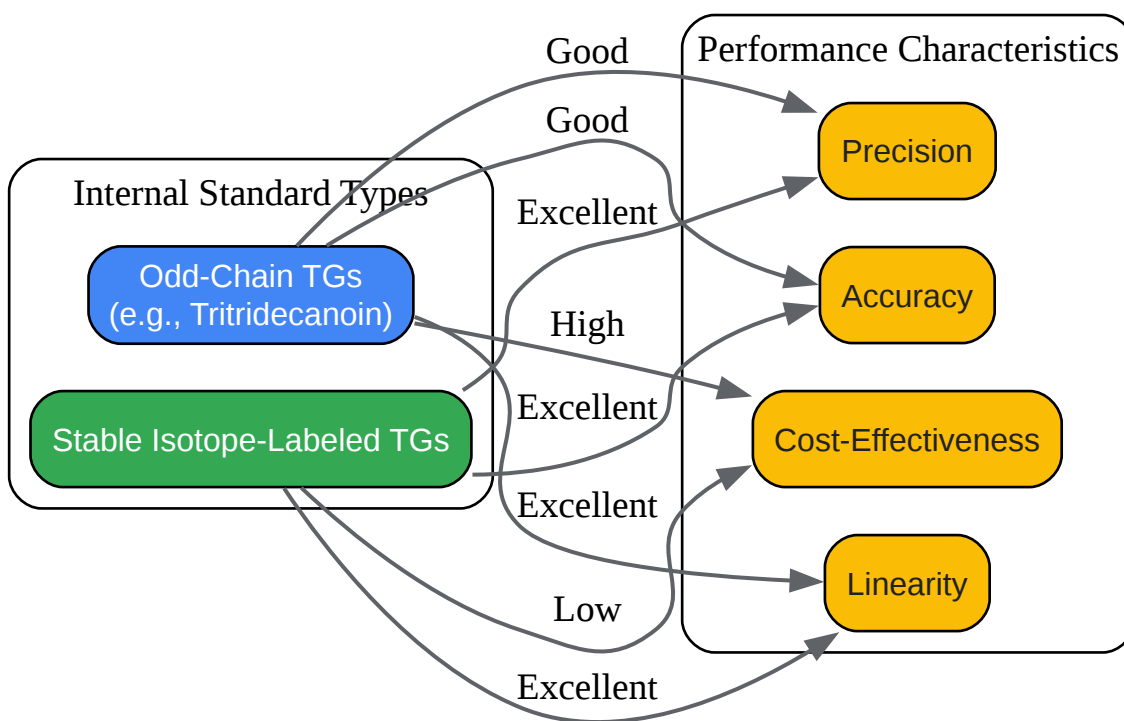 Internal Standard Types
Odd-Chain TGs
(e.g., Tritridecanoin)
Stable Isotope-Labeled TGs
Good
Good
Excellent
High
Excellent
Excellent
Low
Excellent
Performance Characteristics
Precision
Accuracy
Cost-Effectiveness
Linearity